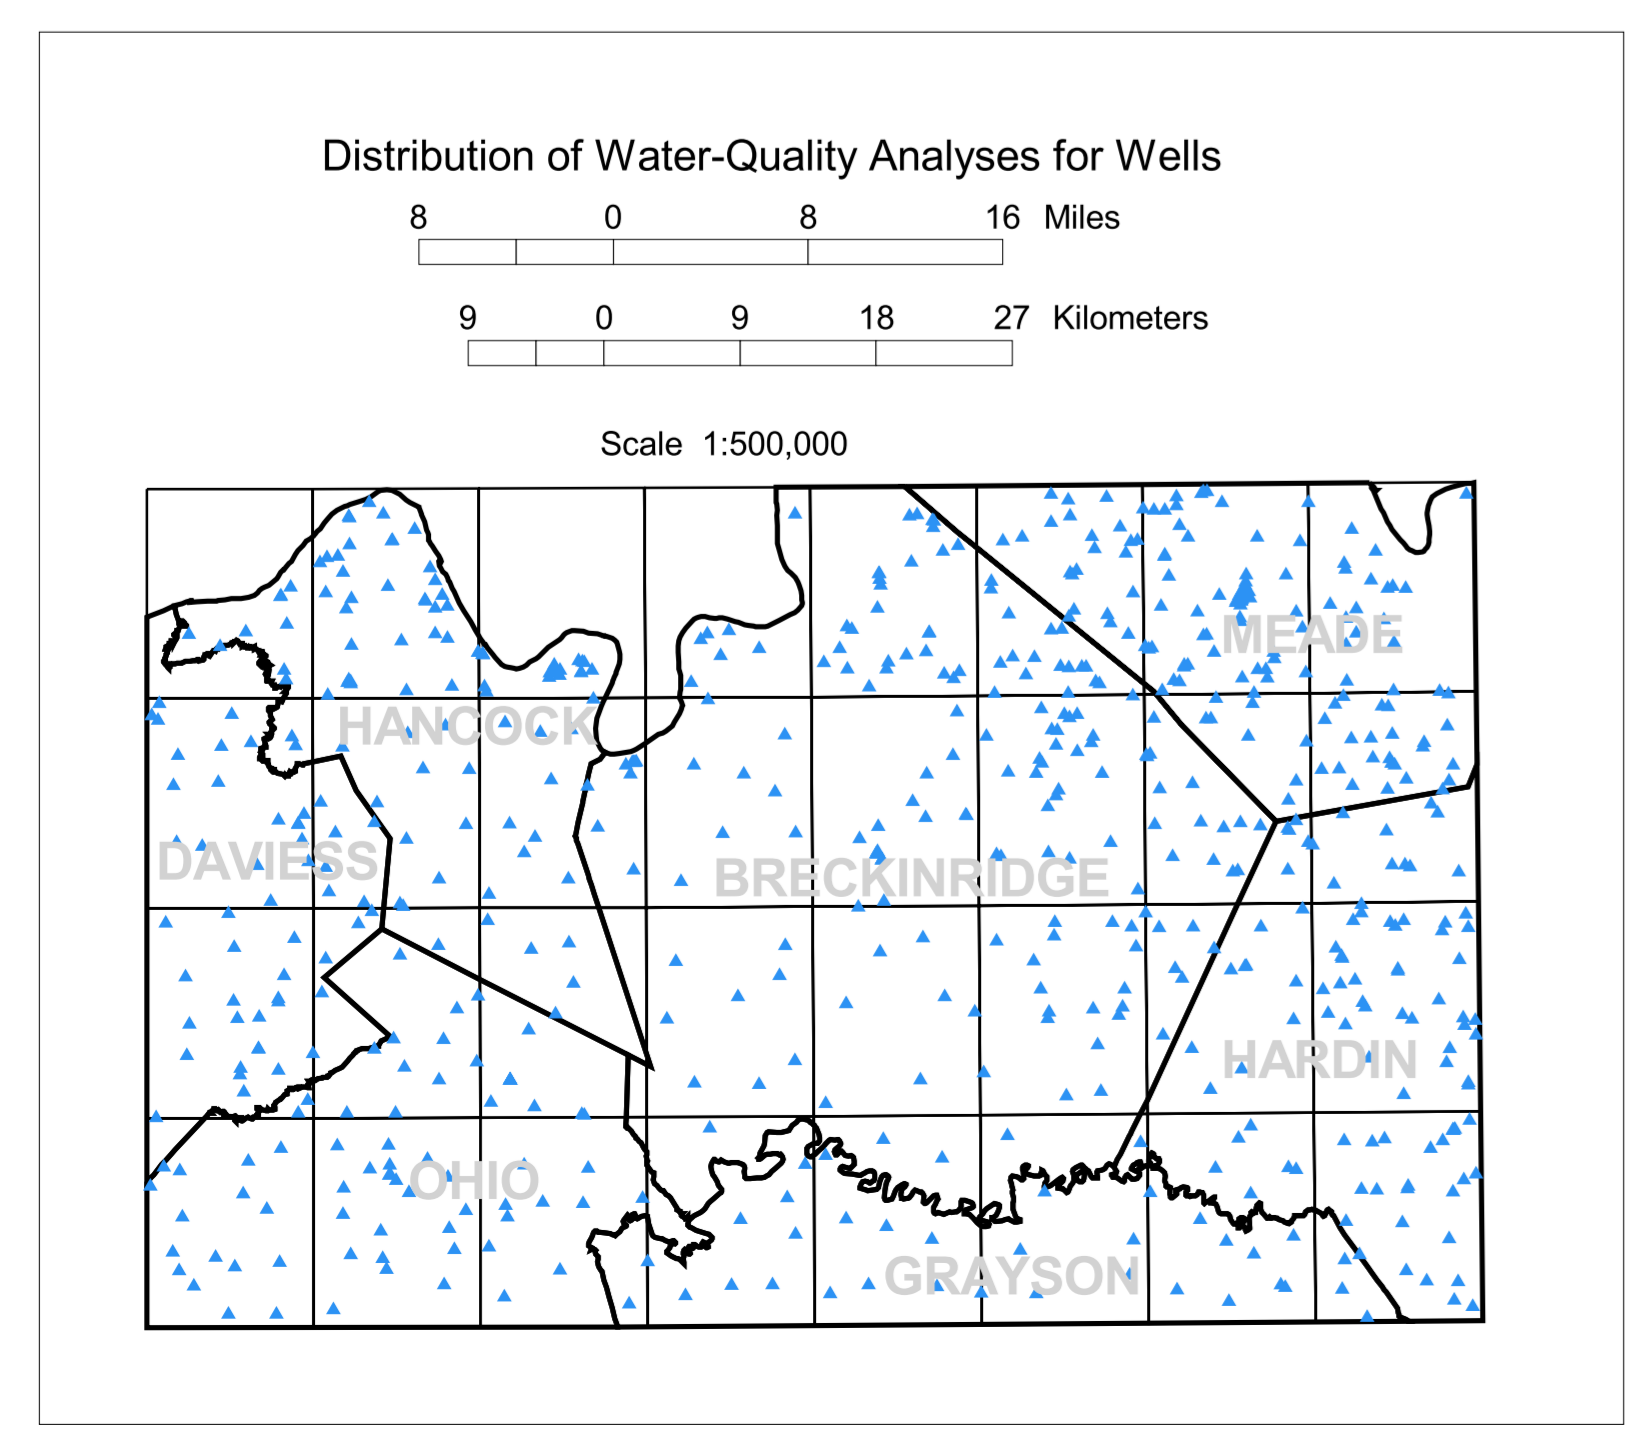 Distribution of Water-Quality Analyses for Wells
8 0 8 16 Miles
9 0 9 18 27 Kilometers
Scale 1:500,000
MEADE
HANCOCK
DAVIESS
BRECKINRIDGE
HARDIN
OHIO
GRAYSON